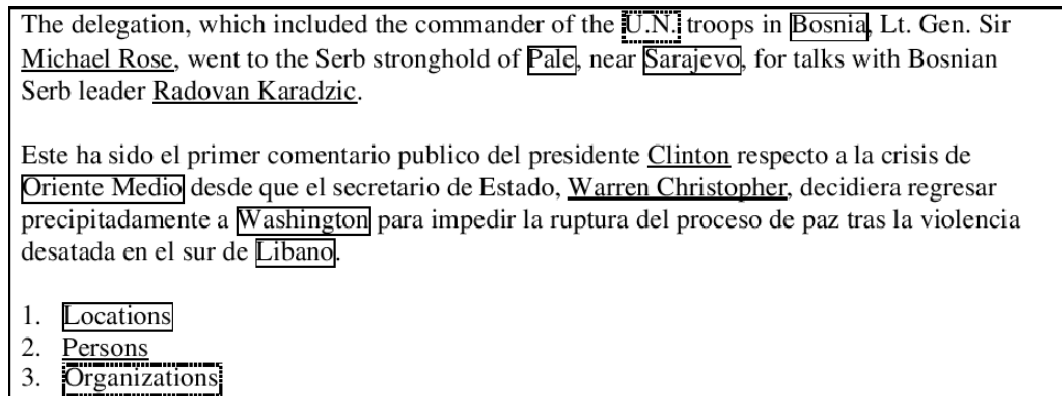 The delegation, which included the commander of the U.N. troops in Bosnia, Lt. Gen. Sir
Michael Rose, went to the Serb stronghold of Pale, near Sarajevo, for talks with Bosnian
Serb leader Radovan Karadzic.
Este ha sido el primer comentario publico del presidente Clinton respecto a la crisis de
Oriente Medio desde que el secretario de Estado, Warren Christopher, decidiera regresar
precipitadamente a Washington para impedir la ruptura del proceso de paz tras la violencia
desatada en el sur de Libano.
1. Locations
2. Persons
3. Organizations